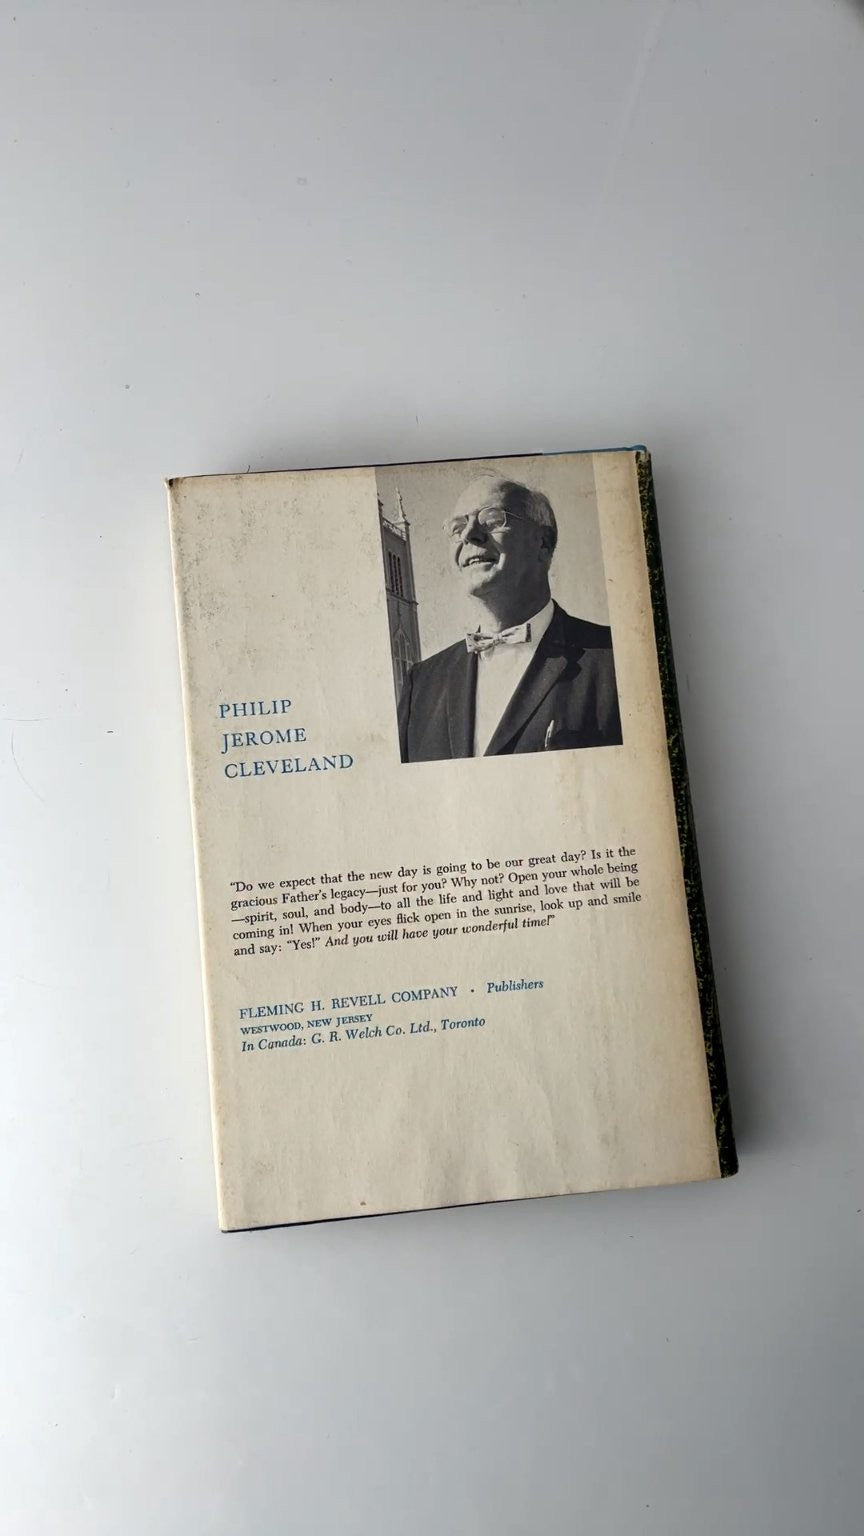 PHILIP
JEROME
CLEVELAND
“Do we expect that the new day is going to be our great day? Is it the
gracious Father’s legacy—just for you? Why not? Open your whole being
—spirit, soul, and body—to all the life and light and love that will be
coming in! When your eyes flick open in the sunrise, look up and smile
and say: “Yes!” And you will have your wonderful time!”
FLEMING H. REVELL COMPANY · Publishers
WESTWOOD, NEW JERSEY
In Canada: G. R. Welch Co. Ltd., Toronto